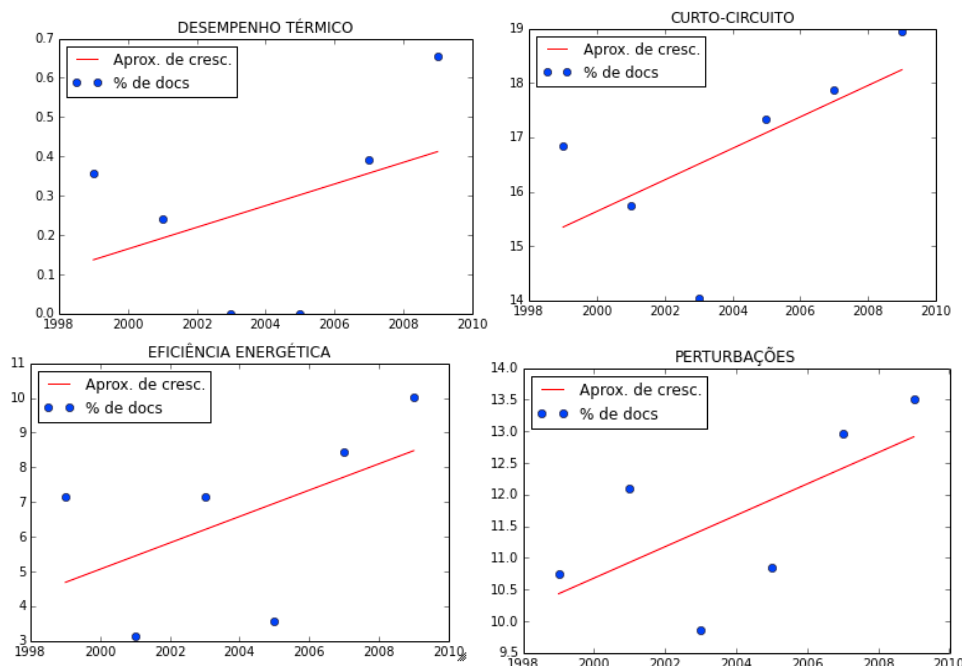 DESEMPENHO TÉRMICO
0.7
0.6
0.5
0.4
0.3
0.2
0.1
0.0
Aprox. de cresc.
% de docs
1998 2000 2002 2004 2006 2008 2010
CURTO-CIRCUITO
19
18
17
16
15
14
Aprox. de cresc.
% de docs
1998 2000 2002 2004 2006 2008 2010
EFICIÊNCIA ENERGÉTICA
11
10
9
8
7
6
5
4
3
Aprox. de cresc.
% de docs
1998 2000 2002 2004 2006 2008 2010
PERTURBAÇÕES
14.0
13.5
13.0
12.5
12.0
11.5
11.0
10.5
10.0
9.5
Aprox. de cresc.
% de docs
1998 2000 2002 2004 2006 2008 2010